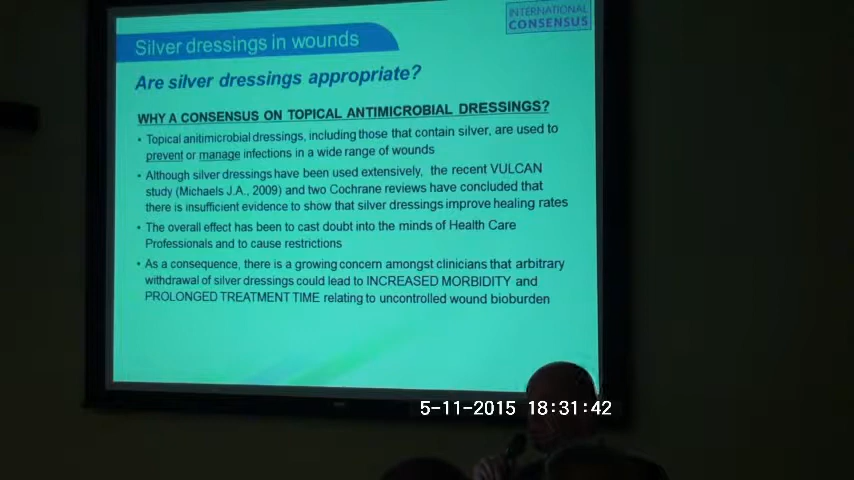 INTERNATIONAL
CONSENSUS
Silver dressings in wounds
Are silver dressings appropriate?
WHY A CONSENSUS ON TOPICAL ANTIMICROBIAL DRESSINGS?
• Topical anitimicrobial dressings, including those that contain silver, are used to
prevent or manage infections in a wide range of wounds
• Although silver dressings have been used extensively, the recent VULCAN
study (Michaels J.A., 2009) and two Cochrane reviews have concluded that
there is insufficient evidence to show that silver dressings improve healing rates
• The overall effect has been to cast doubt into the minds of Health Care
Professionals and to cause restrictions
• As a consequence, there is a growing concern amongst clinicians that arbitrary
withdrawal of silver dressings could lead to INCREASED MORBIDITY and
PROLONGED TREATMENT TIME relating to uncontrolled wound bioburden
5-11-2015 18:31:42